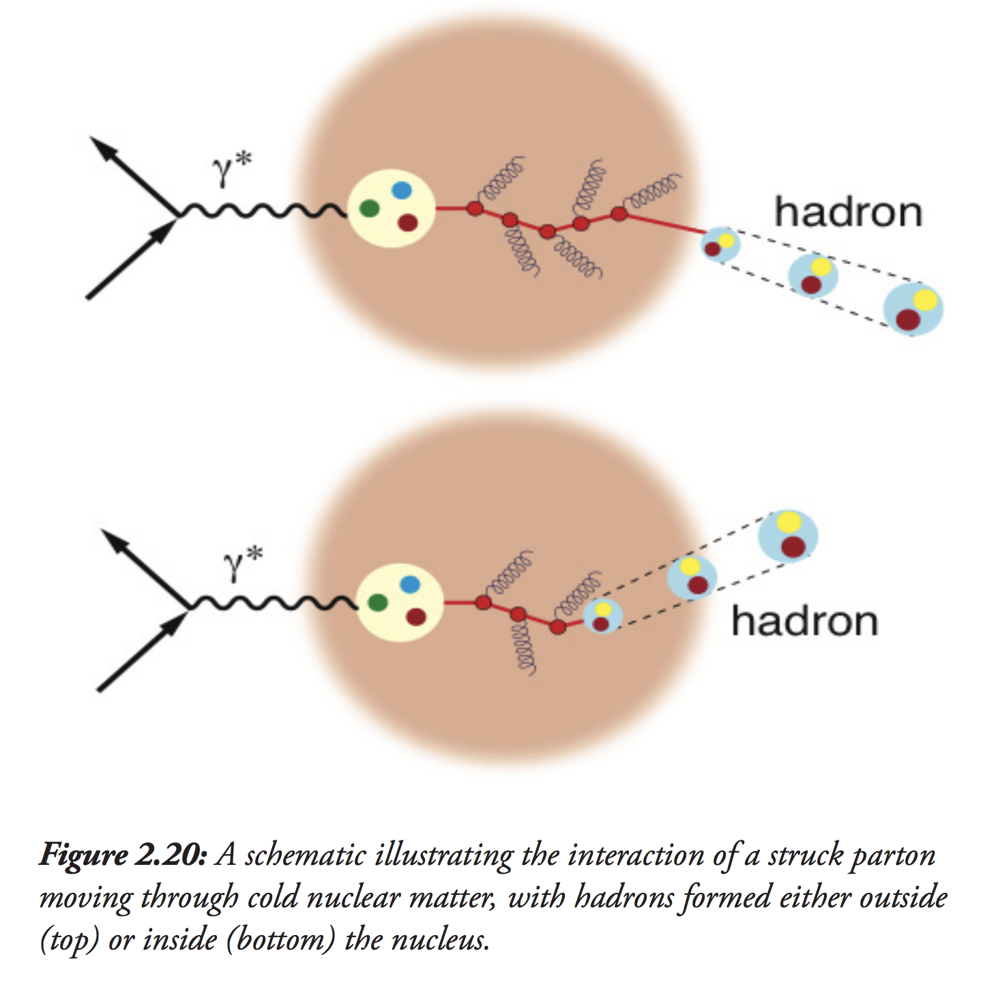 γ*
hadron
γ*
hadron
Figure 2.20: A schematic illustrating the interaction of a struck parton
moving through cold nuclear matter, with hadrons formed either outside
(top) or inside (bottom) the nucleus.